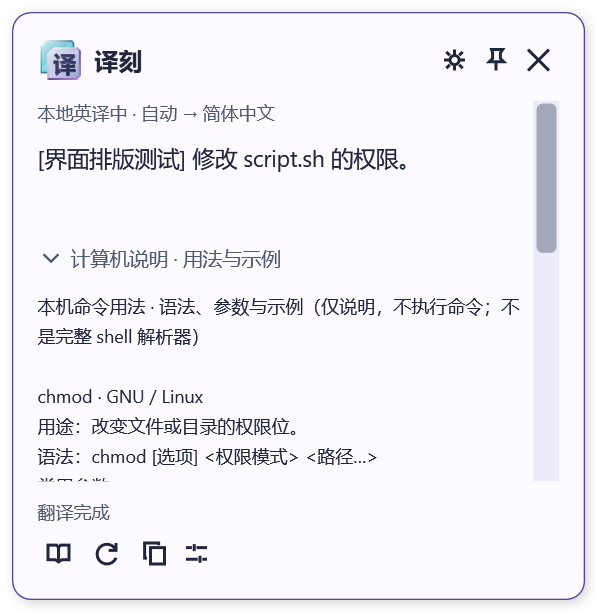 译 译刻
本地英译中 · 自动 → 简体中文
[界面排版测试] 修改 script.sh 的权限。
计算机说明 · 用法与示例
本机命令用法 · 语法、参数与示例（仅说明，不执行命令；不
是完整 shell 解析器）
chmod · GNU / Linux
用途：改变文件或目录的权限位。
语法：chmod [选项] <权限模式> <路径...>
翻译完成